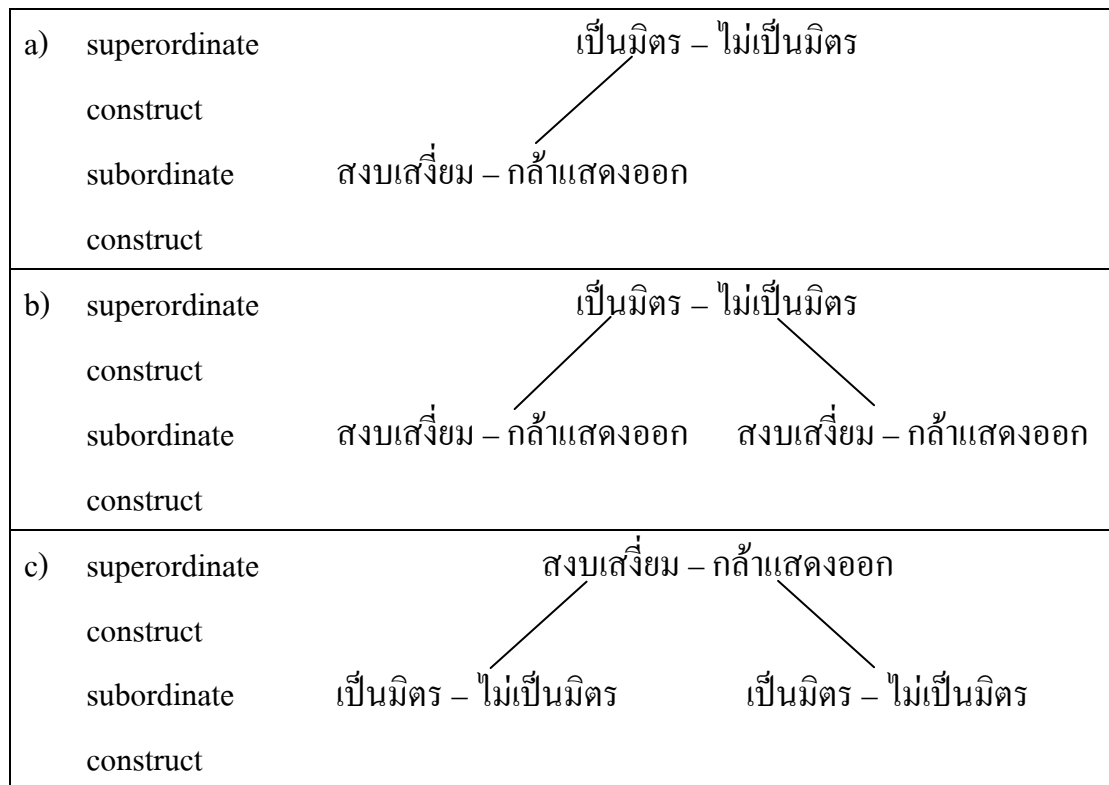 a) superordinate เป็นมิตร – ไม่เป็นมิตร
construct
subordinate สงบเสงี่ยม – กล้าแสดงออก
construct
b) superordinate เป็นมิตร – ไม่เป็นมิตร
construct
subordinate สงบเสงี่ยม – กล้าแสดงออก สงบเสงี่ยม – กล้าแสดงออก
construct
c) superordinate สงบเสงี่ยม – กล้าแสดงออก
construct
subordinate เป็นมิตร – ไม่เป็นมิตร เป็นมิตร – ไม่เป็นมิตร
construct